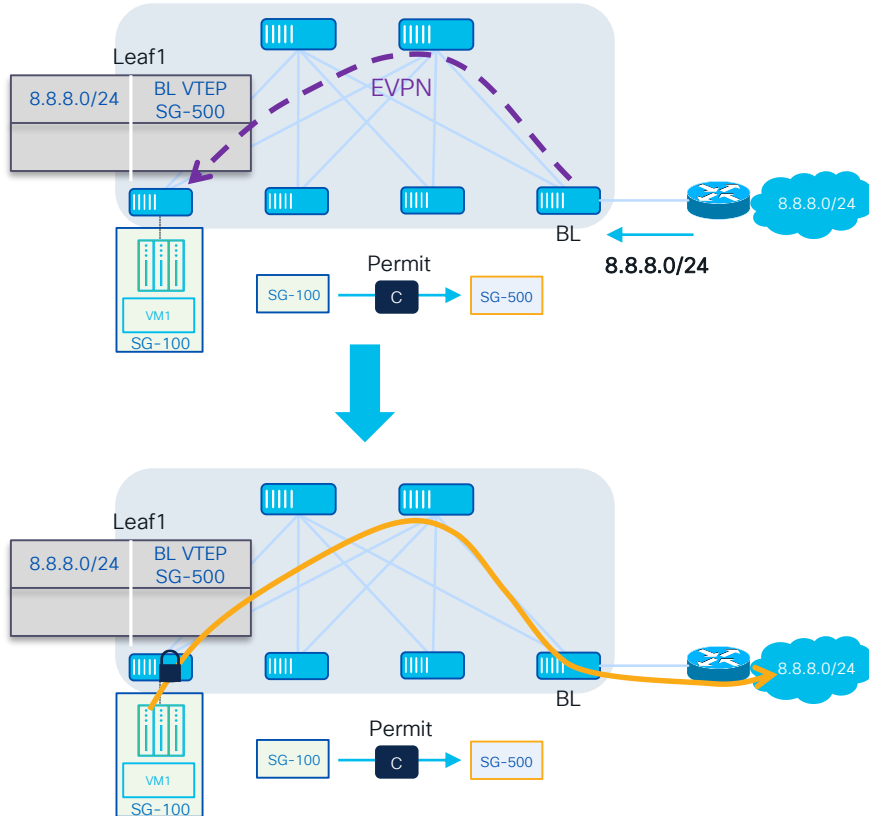 Leaf1
EVPN
8.8.8.0/24
BL VTEP
SG-500
8.8.8.0/24
BL
8.8.8.0/24
Permit
SG-100
C
SG-500
VM1
SG-100
Leaf1
8.8.8.0/24
BL VTEP
SG-500
8.8.8.0/24
BL
Permit
SG-100
C
SG-500
VM1
SG-100